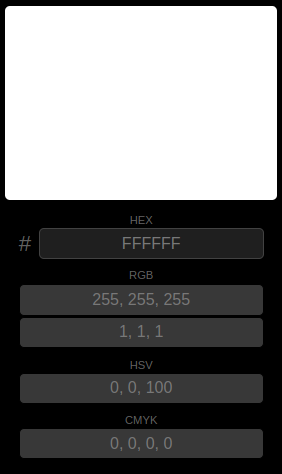 HEX
# FFFFFF
RGB
255, 255, 255
1, 1, 1
HSV
0, 0, 100
CMYK
0, 0, 0, 0